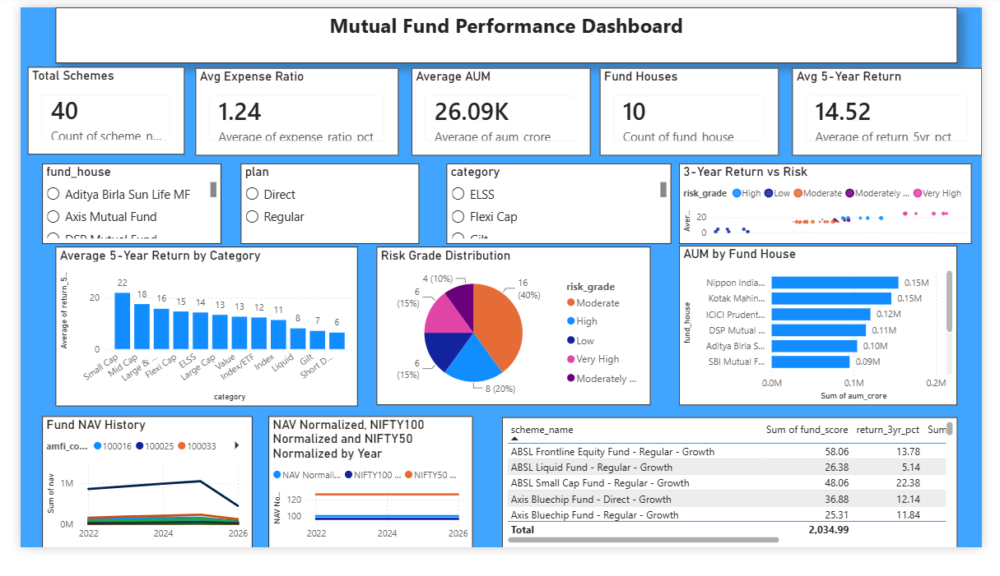 Mutual Fund Performance Dashboard
Total Schemes
40
Count of scheme_n...
Avg Expense Ratio
1.24
Average of expense_ratio_pct
Average AUM
26.09K
Average of aum_crore
Fund Houses
10
Count of fund_house
Avg 5-Year Return
14.52
Average of return_5yr_pct
fund_house
Aditya Birla Sun Life MF
Axis Mutual Fund
DSP Mutual Fund
plan
Direct
Regular
category
ELSS
Flexi Cap
Gilt
3-Year Return vs Risk
risk_grade High Low Moderate Moderately ... Very High
Aver...
20
0
Average 5-Year Return by Category
Average of return_5...
20
0
22
18
16
15
14
13
13
12
11
8
7
6
Small Cap
Mid Cap
Large & ...
Flexi Cap
ELSS
Large Cap
Value
Index/ETF
Index
Liquid
Gilt
Short D...
category
Risk Grade Distribution
4 (10%)
16
(40%)
6
(15%)
6
(15%)
8 (20%)
risk_grade
Moderate
High
Low
Very High
Moderately ...
AUM by Fund House
fund_house
Nippon India... 0.15M
Kotak Mahin... 0.15M
ICICI Prudent... 0.12M
DSP Mutual ... 0.11M
Aditya Birla S... 0.10M
SBI Mutual F... 0.09M
0.0M 0.1M 0.2M
Sum of aum_crore
Fund NAV History
amfi_co... 100016 100025 100033
Sum of nav
1M
0M
2022 2024 2026
NAV Normalized, NIFTY100
Normalized and NIFTY50
Normalized by Year
NAV Normali... NIFTY100 ... NIFTY50 ...
NAV No...
120
100
2022 2024 2026
scheme_name Sum of fund_score return_3yr_pct Sum
ABSL Frontline Equity Fund - Regular - Growth 58.06 13.78
ABSL Liquid Fund - Regular - Growth 26.38 5.14
ABSL Small Cap Fund - Regular - Growth 48.06 22.38
Axis Bluechip Fund - Direct - Growth 36.88 12.14
Axis Bluechip Fund - Regular - Growth 25.31 11.84
Total 2,034.99